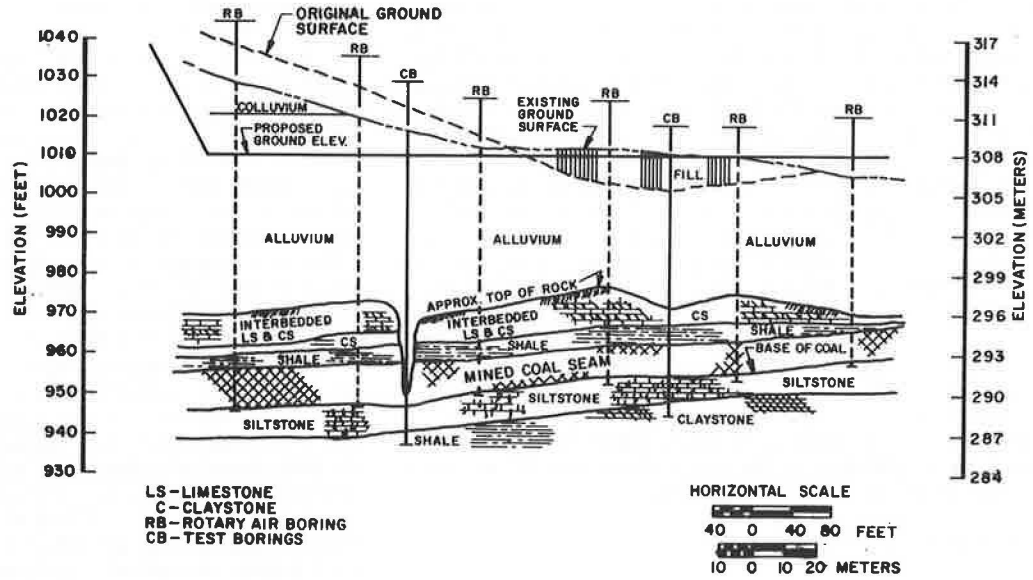 RB
ORIGINAL GROUND
SURFACE
RB
CB
RB
EXISTING
GROUND
SURFACE
RB
CB
RB
RB
1040
1030
1020
1010
1000
990
980
970
960
950
940
930
ELEVATION (FEET)
317
314
311
308
306
305
302
299
296
293
290
287
284
ELEVATION (METERS)
COLLUVIUM
PROPOSED
GROUND ELEV.
FILL
ALLUVIUM
ALLUVIUM
ALLUVIUM
APPROX. TOP OF ROCK
INTERBEDDED
LS & CS
INTERBEDDED
LS & CS
CS
CS
SHALE
SHALE
SHALE
MINED COAL SEAM
BASE OF COAL
SILTSTONE
SILTSTONE
SILTSTONE
SHALE
CLAYSTONE
LS-LIMESTONE
C-CLAYSTONE
RB-ROTARY AIR BORING
CB-TEST BORINGS
HORIZONTAL SCALE
40 0 40 80 FEET
10 0 10 20 METERS